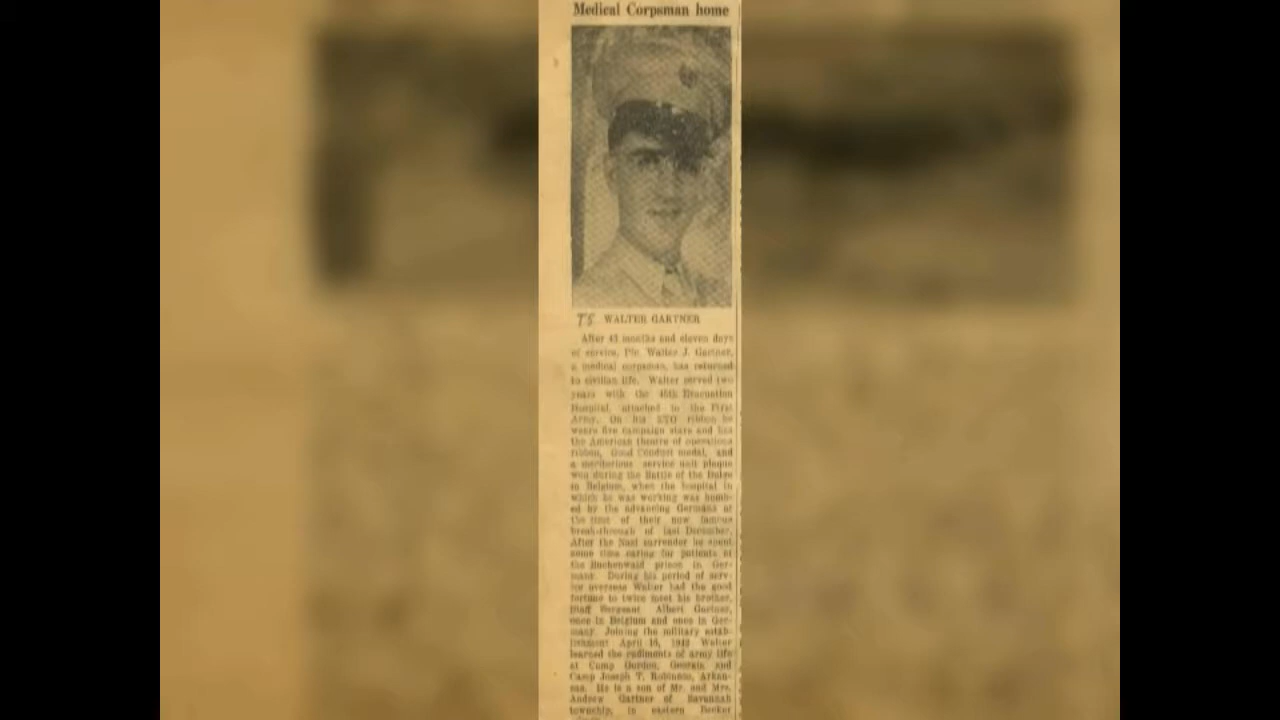 Medical Corpsman home
T5 WALTER GARTNER
After 43 months and eleven days
of service, Pfc. Walter J. Gartner,
a medical corpsman, has returned
to civilian life. Walter served two
years with the 45th Evacuation
Hospital, attached to the First
Army. On his ETO ribbon he
wears five campaign stars and has
the American theatre of operations
ribbon, Good Conduct medal, and
a meritorious service unit plaque
won during the Battle of the Bulge
in Belgium, when the hospital in
which he was working was bomb-
ed by the advancing Germans at
the time of their now famous
break-through of last December.
After the Nazi surrender he spent
some time caring for patients at
the Buchenwald prison in Ger-
many. During his period of serv-
ice overseas Walter had the good
fortune to twice meet his brother,
Staff Sergeant Albert Gartner,
once in Belgium and once in Ger-
many. Joining the military estab-
lishment April 16, Walter
learned the rudiments of army life
at Camp Gordon, Georgia and
Camp Joseph T. Robinson, Arkan-
sas. He is a son of Mr. and Mrs.
Andrew Gartner of Savannah
township, in eastern Becker